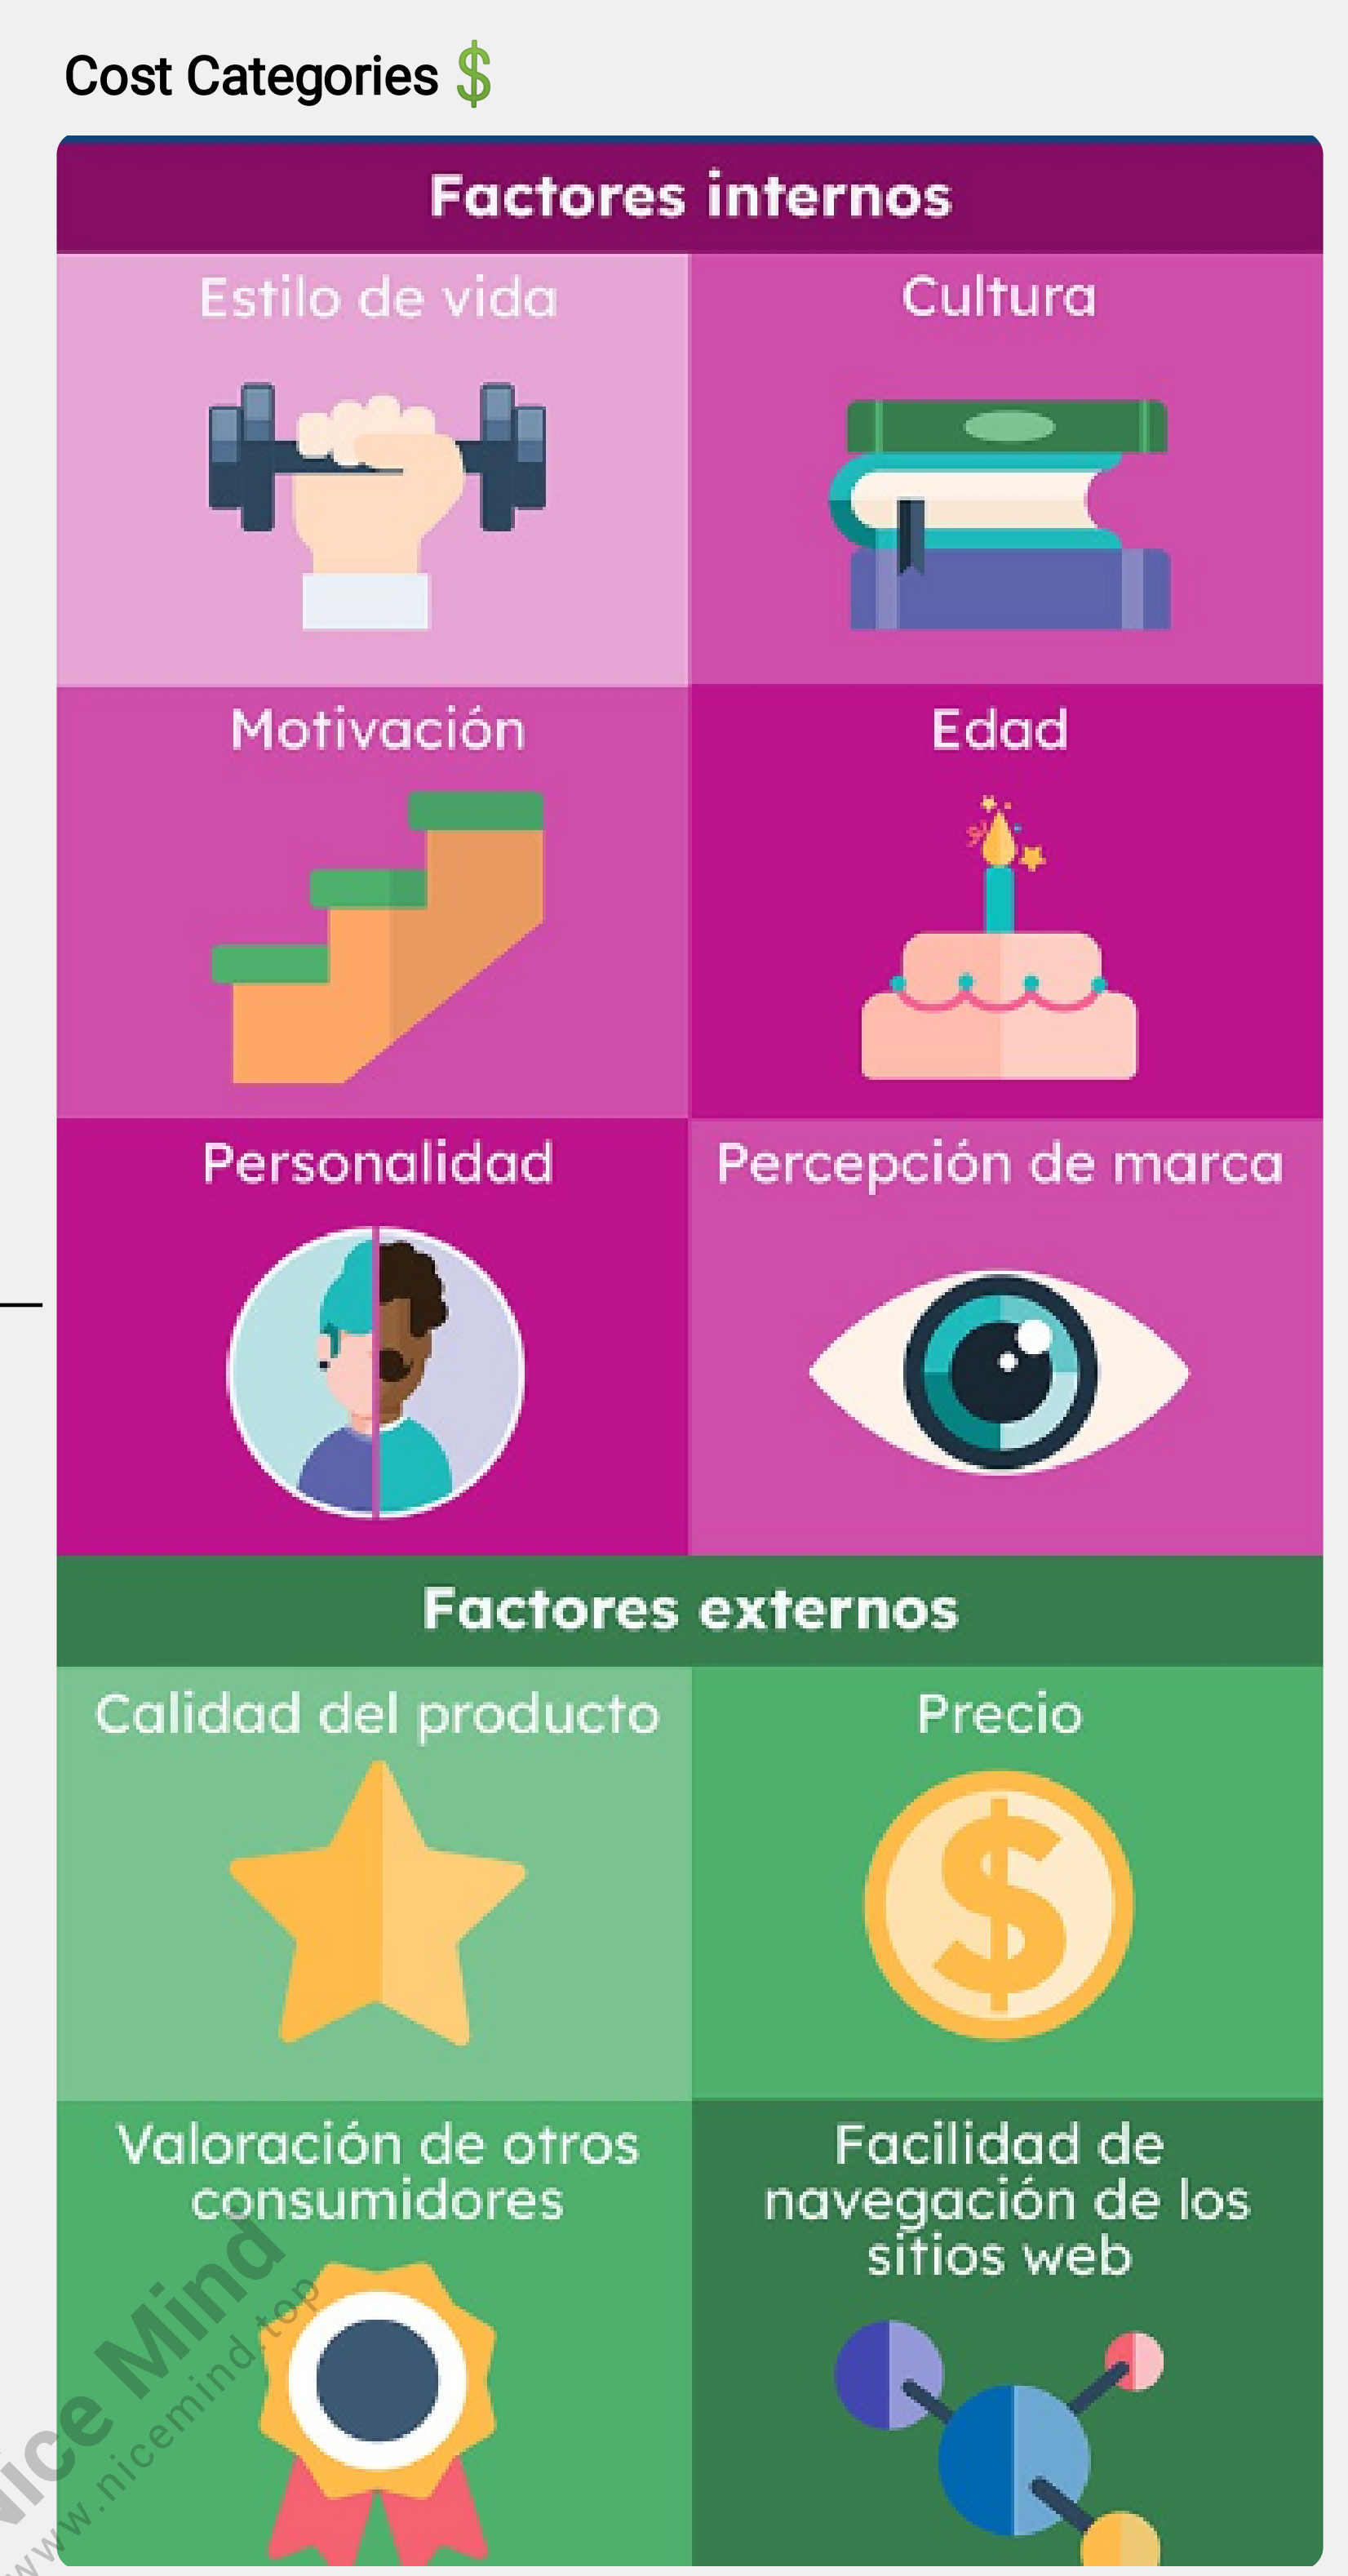 Cost Categories 💲
Factores internos
Estilo de vida
Cultura
Motivación
Edad
Personalidad
Percepción de marca
Factores externos
Calidad del producto
Precio
$
Valoración de otros
consumidores
Facilidad de
navegación de los
sitios web
Nice Mind
www.nicemind.top